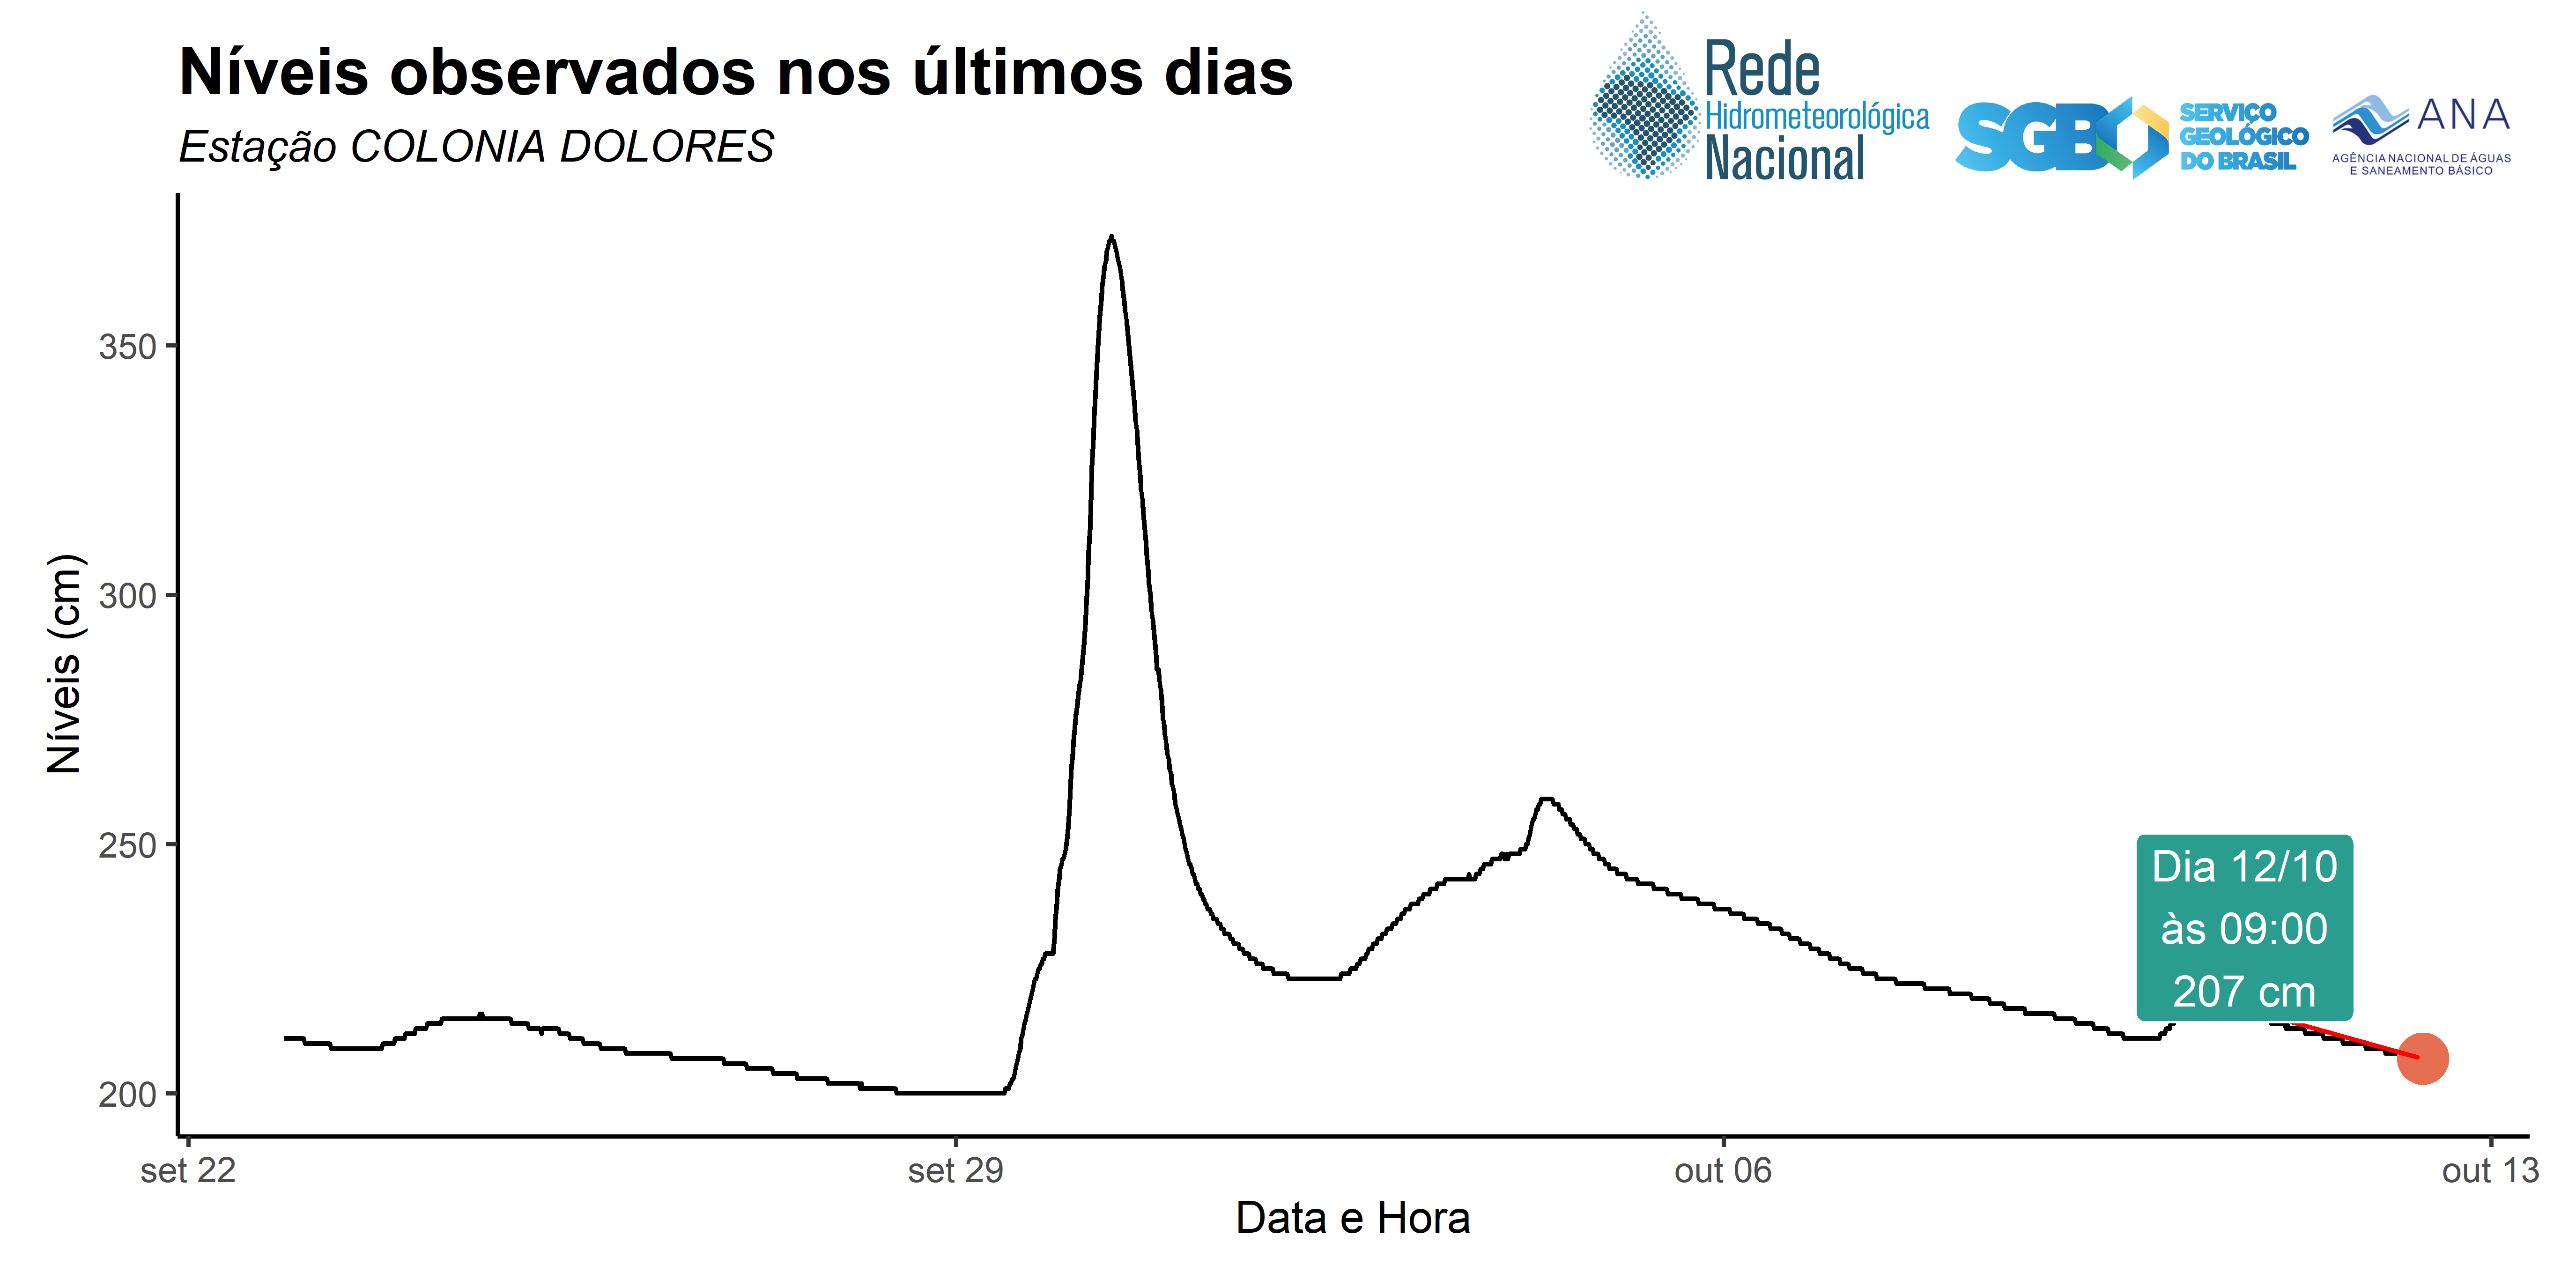 Níveis observados nos últimos dias
Estação COLONIA DOLORES
Rede
Hidrometeorológica
Nacional
SGB
SERVIÇO
GEOLÓGICO
DO BRASIL
ANA
AGÊNCIA NACIONAL DE ÁGUAS
E SANEAMENTO BÁSICO
Níveis (cm)
350
300
250
200
Dia 12/10
às 09:00
207 cm
set 22
set 29
out 06
out 13
Data e Hora